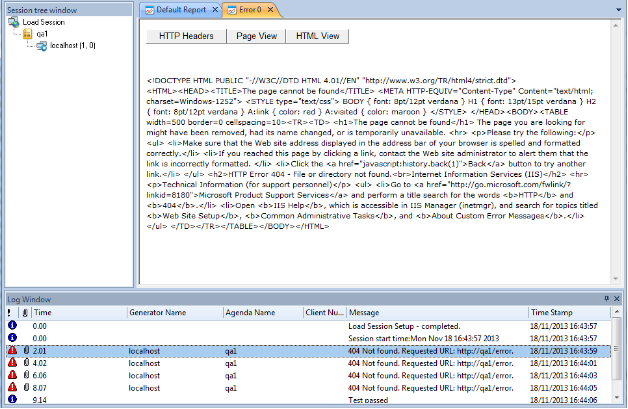 Session tree window
Load Session
qa1
localhost (1, 0)
Default Report
Error 0
HTTP Headers Page View HTML View
<!DOCTYPE HTML PUBLIC "-//W3C//DTD HTML 4.01//EN" "http://www.w3.org/TR/html4/strict.dtd">
<HTML><HEAD><TITLE>The page cannot be found</TITLE> <META HTTP-EQUIV="Content-Type" Content="text/html;
charset=Windows-1252"> <STYLE type="text/css"> BODY { font: 8pt/12pt verdana } H1 { font: 13pt/15pt verdana } H2
{ font: 8pt/12pt verdana } A:link { color: red } A:visited { color: maroon } </STYLE> </HEAD><BODY><TABLE
width=500 border=0 cellspacing=10><TR><TD> <h1>The page cannot be found</h1> The page you are looking for
might have been removed, had its name changed, or is temporarily unavailable. <hr> <p>Please try the following:</p>
<ul> <li>Make sure that the Web site address displayed in the address bar of your browser is spelled and formatted
correctly.</li> <li>If you reached this page by clicking a link, contact the Web site administrator to alert them that the
link is incorrectly formatted. </li> <li>Click the <a href="javascript:history.back(1)">Back</a> button to try another
link.</li> </ul> <h2>HTTP Error 404 - File or directory not found.<br>Internet Information Services (IIS)</h2> <hr>
<p>Technical Information (for support personnel)</p> <ul> <li>Go to <a href="http://go.microsoft.com/fwlink/?
linkid=8180">Microsoft Product Support Services</a> and perform a title search for the words <b>HTTP</b> and
<b>404</b>.</li> <li>Open <b>IIS Help</b>, which is accessible in IIS Manager (inetmgr), and search for topics titled
<b>Web Site Setup</b>, <b>Common Administrative Tasks</b>, and <b>About Custom Error Messages</b>.</li>
</ul> </TD></TR></TABLE></BODY></HTML>
Log Window
! Time Generator Name Agenda Name Client Nu... Message Time Stamp
0.00 Load Session Setup - completed. 18/11/2013 16:43:57
0.00 Session start time:Mon Nov 18 16:43:57 2013 18/11/2013 16:43:57
2.01 localhost qa1 404 Not found. Requested URL: http://qa1/error. 18/11/2013 16:43:59
4.02 localhost qa1 404 Not found. Requested URL: http://qa1/error. 18/11/2013 16:44:01
6.06 localhost qa1 404 Not found. Requested URL: http://qa1/error. 18/11/2013 16:44:03
8.07 localhost qa1 404 Not found. Requested URL: http://qa1/error. 18/11/2013 16:44:05
9.14 Test passed 18/11/2013 16:44:06